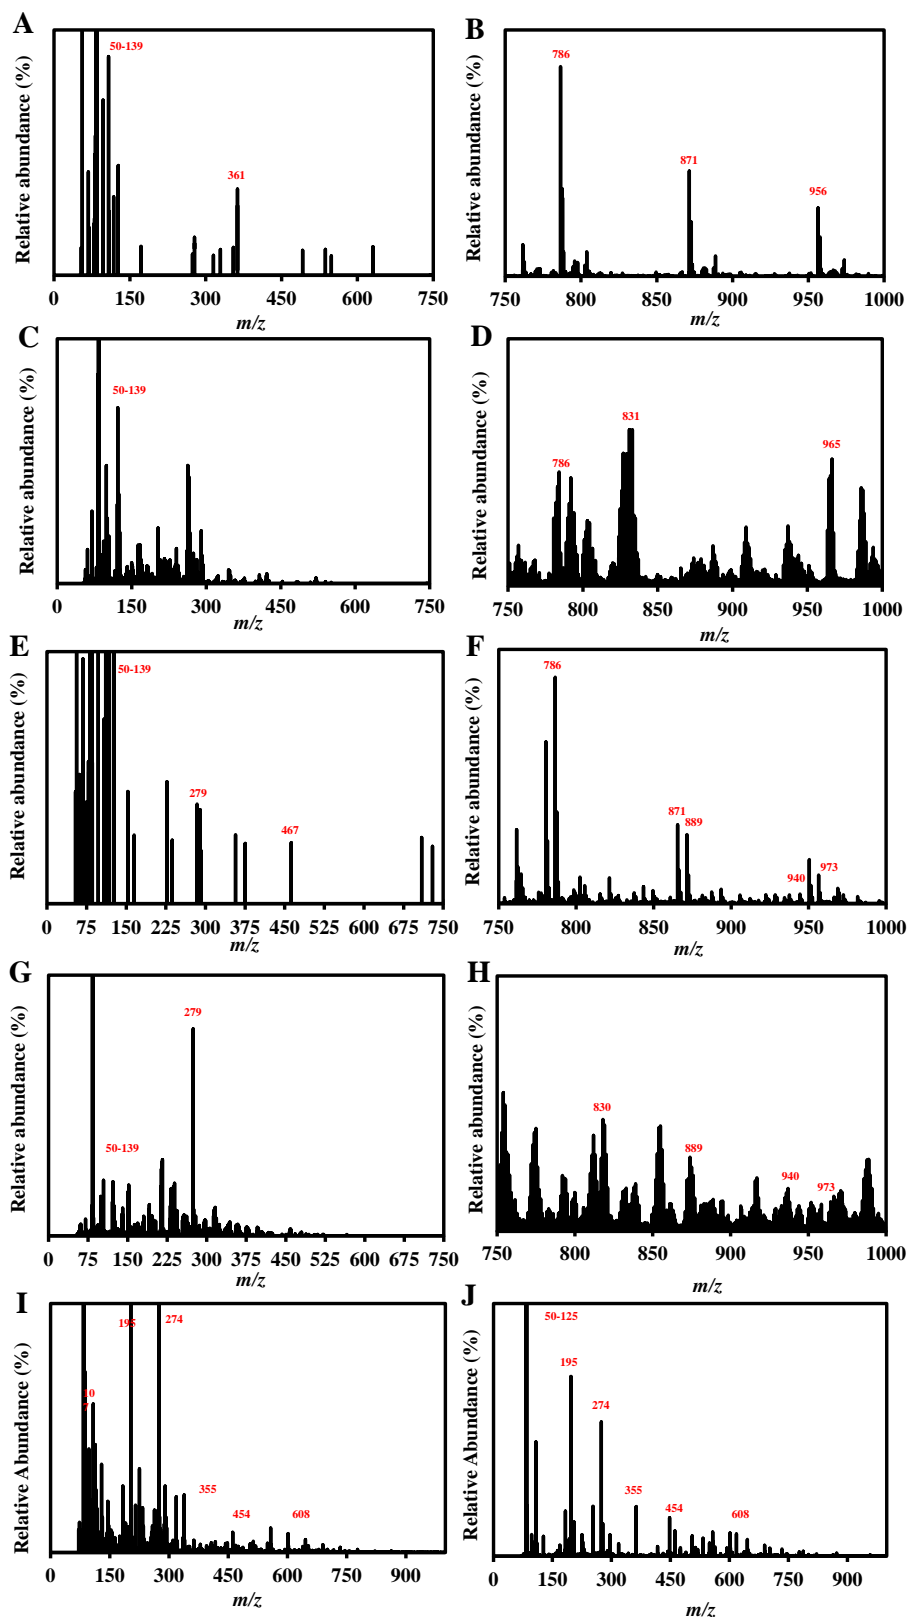 A
Relative abundance (%)
50-139
361
0 150 300 450 600 750
m/z
B
Relative abundance (%)
786
871
956
750 800 850 900 950 1000
m/z
C
Relative abundance (%)
50-139
0 150 300 450 600 750
m/z
D
Relative abundance (%)
786
831
965
750 800 850 900 950 1000
m/z
E
Relative abundance (%)
50-139
279
467
0 75 150 225 300 375 450 525 600 675 750
m/z
F
Relative abundance (%)
786
871
889
940
973
750 800 850 900 950 1000
m/z
G
Relative abundance (%)
50-139
279
0 75 150 225 300 375 450 525 600 675 750
m/z
H
Relative abundance (%)
830
889
940
973
750 800 850 900 950 1000
m/z
I
Relative Abundance (%)
10
195
274
355
454
608
0 150 300 450 600 750 900
m/z
J
Relative Abundance (%)
50-125
195
274
355
454
608
0 150 300 450 600 750 900
m/z